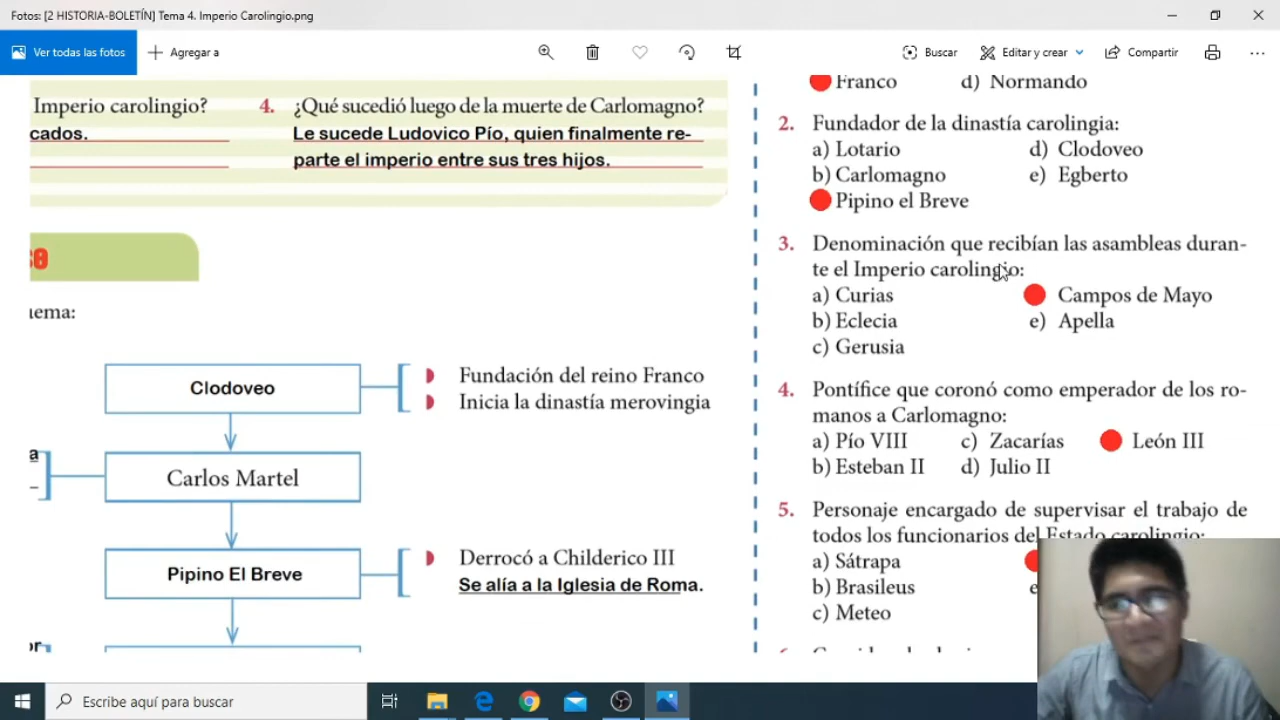 Fotos: [2 HISTORIA-BOLETÍN] Tema 4. Imperio Carolingio.png
Ver todas las fotos
Agregar a
Buscar
Editar y crear
Compartir
Imperio carolingio?
cados.
4. ¿Qué sucedió luego de la muerte de Carlomagno?
Le sucede Ludovico Pío, quien finalmente re-
parte el imperio entre sus tres hijos.
Clodoveo
Fundación del reino Franco
Inicia la dinastía merovingia
Carlos Martel
Pipino El Breve
Derrocó a Childerico III
Se alía a la Iglesia de Roma.
Franco d) Normando
2. Fundador de la dinastía carolingia:
a) Lotario d) Clodoveo
b) Carlomagno e) Egberto
Pipino el Breve
3. Denominación que recibían las asambleas duran-
te el Imperio carolingio:
a) Curias Campos de Mayo
b) Eclecia e) Apella
c) Gerusia
4. Pontífice que coronó como emperador de los ro-
manos a Carlomagno:
a) Pío VIII c) Zacarías León III
b) Esteban II d) Julio II
5. Personaje encargado de supervisar el trabajo de
todos los funcionarios del Estado carolingio:
a) Sátrapa
b) Brasileus
c) Meteo
Escribe aquí para buscar